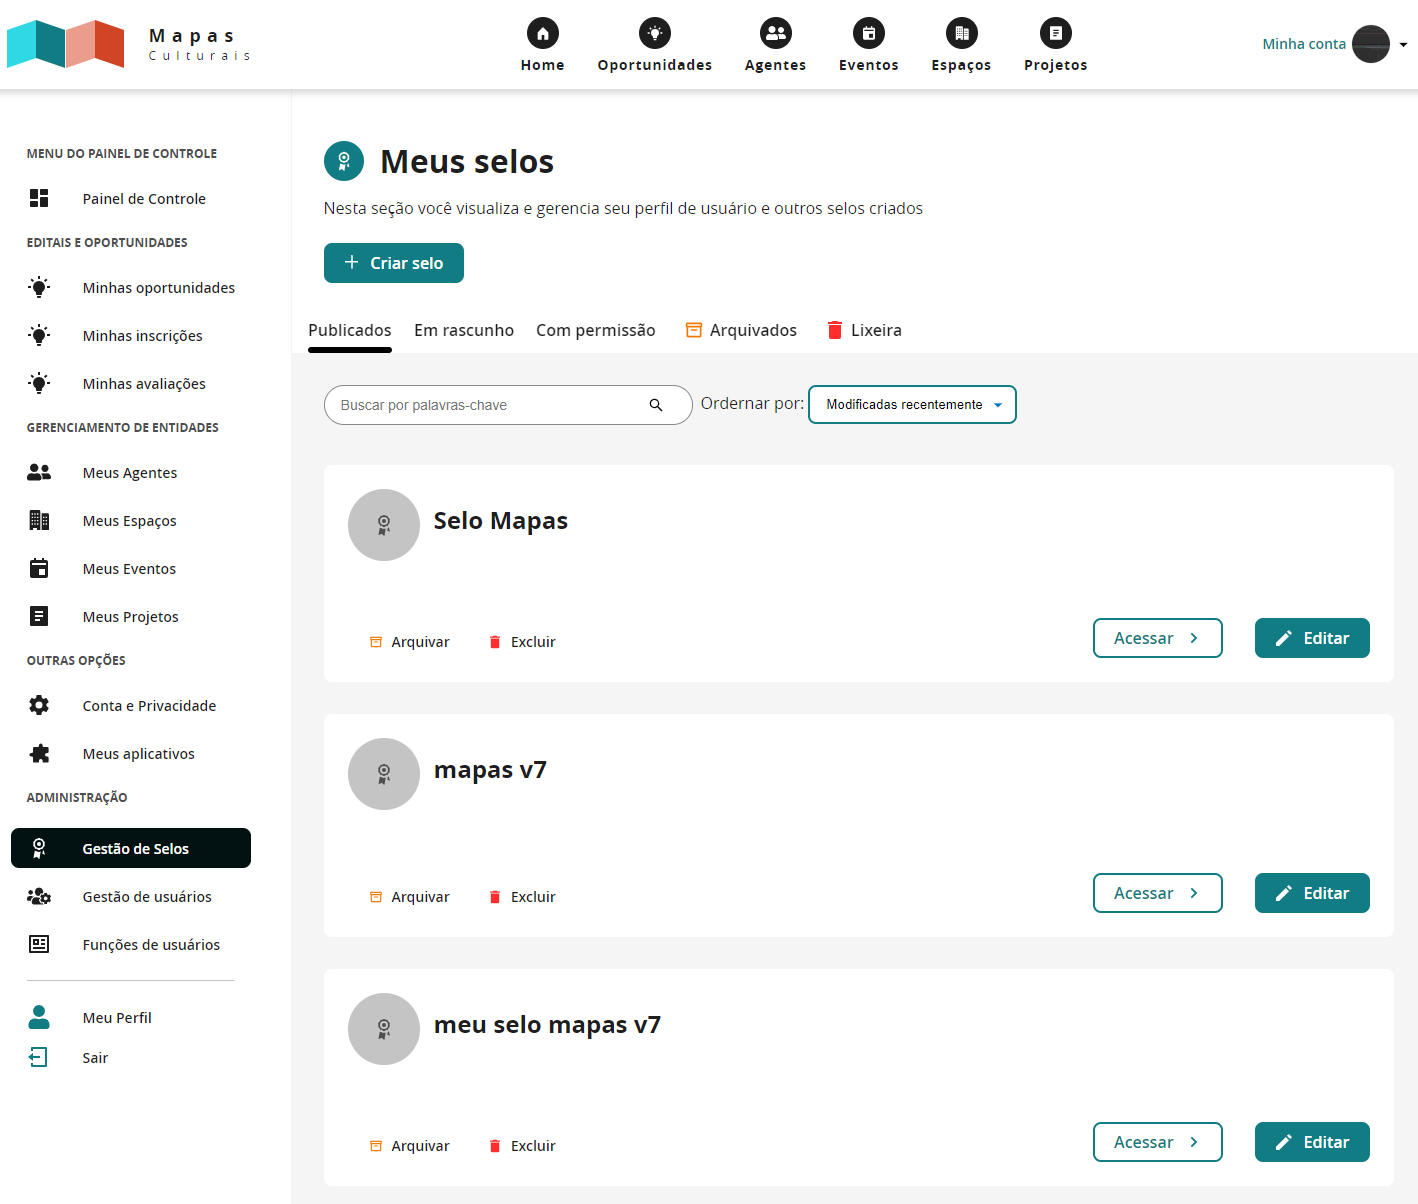 Mapas
Culturais
Home
Oportunidades
Agentes
Eventos
Espaços
Projetos
Minha conta
MENU DO PAINEL DE CONTROLE
Painel de Controle
EDITAIS E OPORTUNIDADES
Minhas oportunidades
Minhas inscrições
Minhas avaliações
GERENCIAMENTO DE ENTIDADES
Meus Agentes
Meus Espaços
Meus Eventos
Meus Projetos
OUTRAS OPÇÕES
Conta e Privacidade
Meus aplicativos
ADMINISTRAÇÃO
Gestão de Selos
Gestão de usuários
Funções de usuários
Meu Perfil
Sair
Meus selos
Nesta seção você visualiza e gerencia seu perfil de usuário e outros selos criados
Criar selo
Publicados
Em rascunho
Com permissão
Arquivados
Lixeira
Buscar por palavras-chave
Ordernar por:
Modificadas recentemente
Selo Mapas
Arquivar
Excluir
Acessar
Editar
mapas v7
Arquivar
Excluir
Acessar
Editar
meu selo mapas v7
Arquivar
Excluir
Acessar
Editar